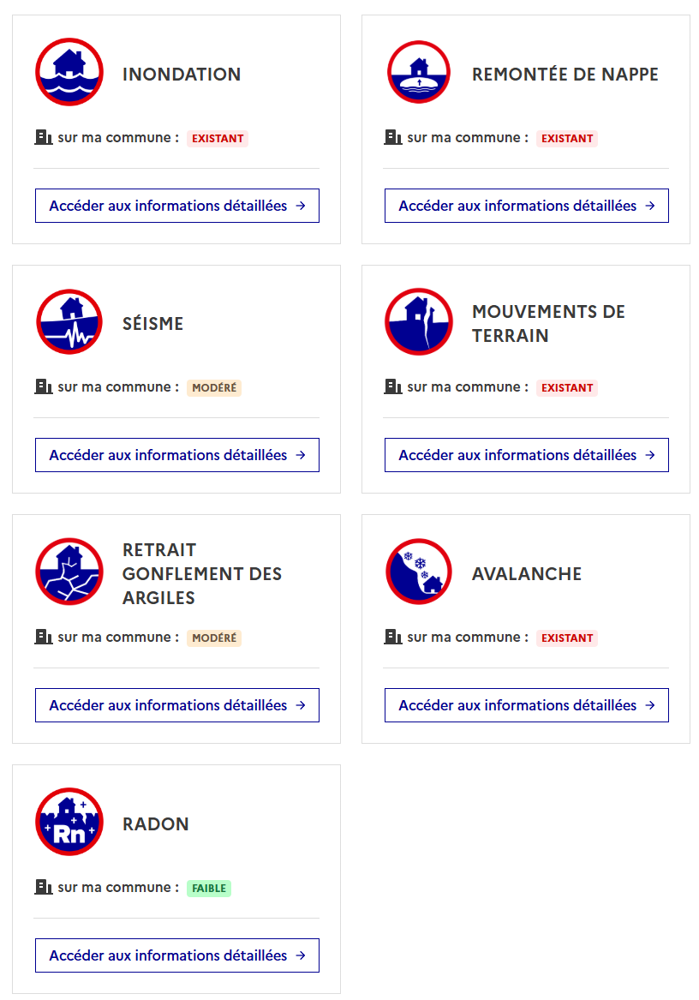 INONDATION
sur ma commune : EXISTANT
Accéder aux informations détaillées →
REMONTÉE DE NAPPE
sur ma commune : EXISTANT
Accéder aux informations détaillées →
SÉISME
sur ma commune : MODÉRÉ
Accéder aux informations détaillées →
MOUVEMENTS DE
TERRAIN
sur ma commune : EXISTANT
Accéder aux informations détaillées →
RETRAIT
GONFLEMENT DES
ARGILES
sur ma commune : MODÉRÉ
Accéder aux informations détaillées →
AVALANCHE
sur ma commune : EXISTANT
Accéder aux informations détaillées →
Rn
RADON
sur ma commune : FAIBLE
Accéder aux informations détaillées →